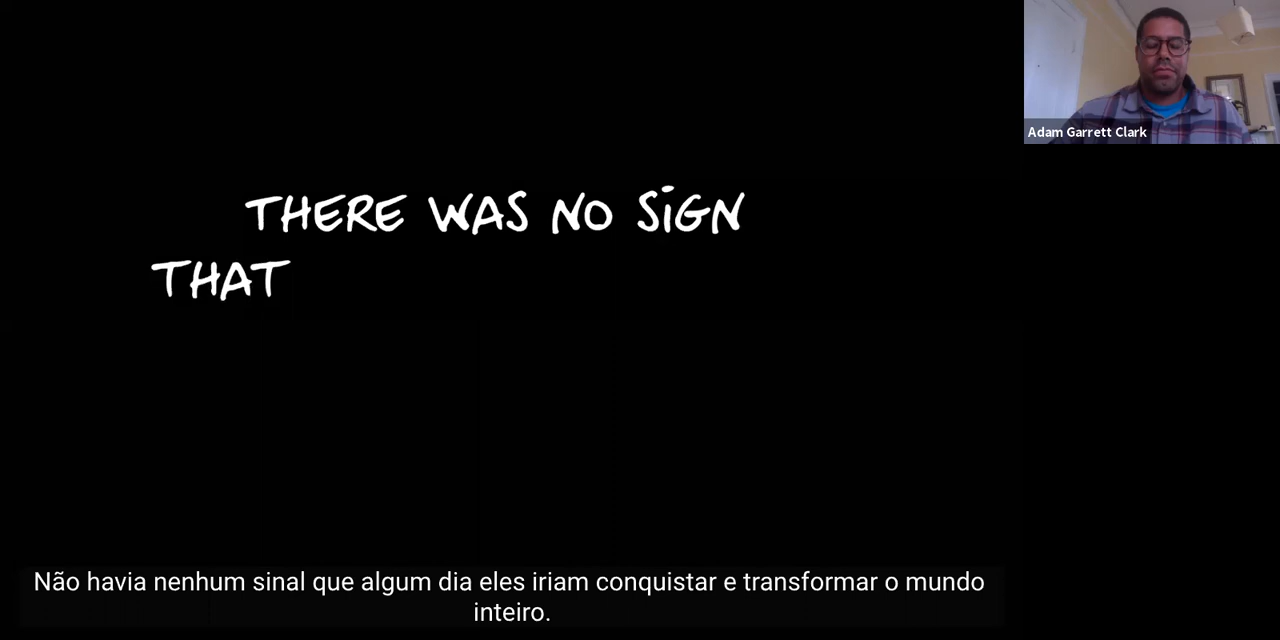 Adam Garrett Clark
THERE WAS NO SIGN
THAT
Não havia nenhum sinal que algum dia eles iriam conquistar e transformar o mundo
inteiro.